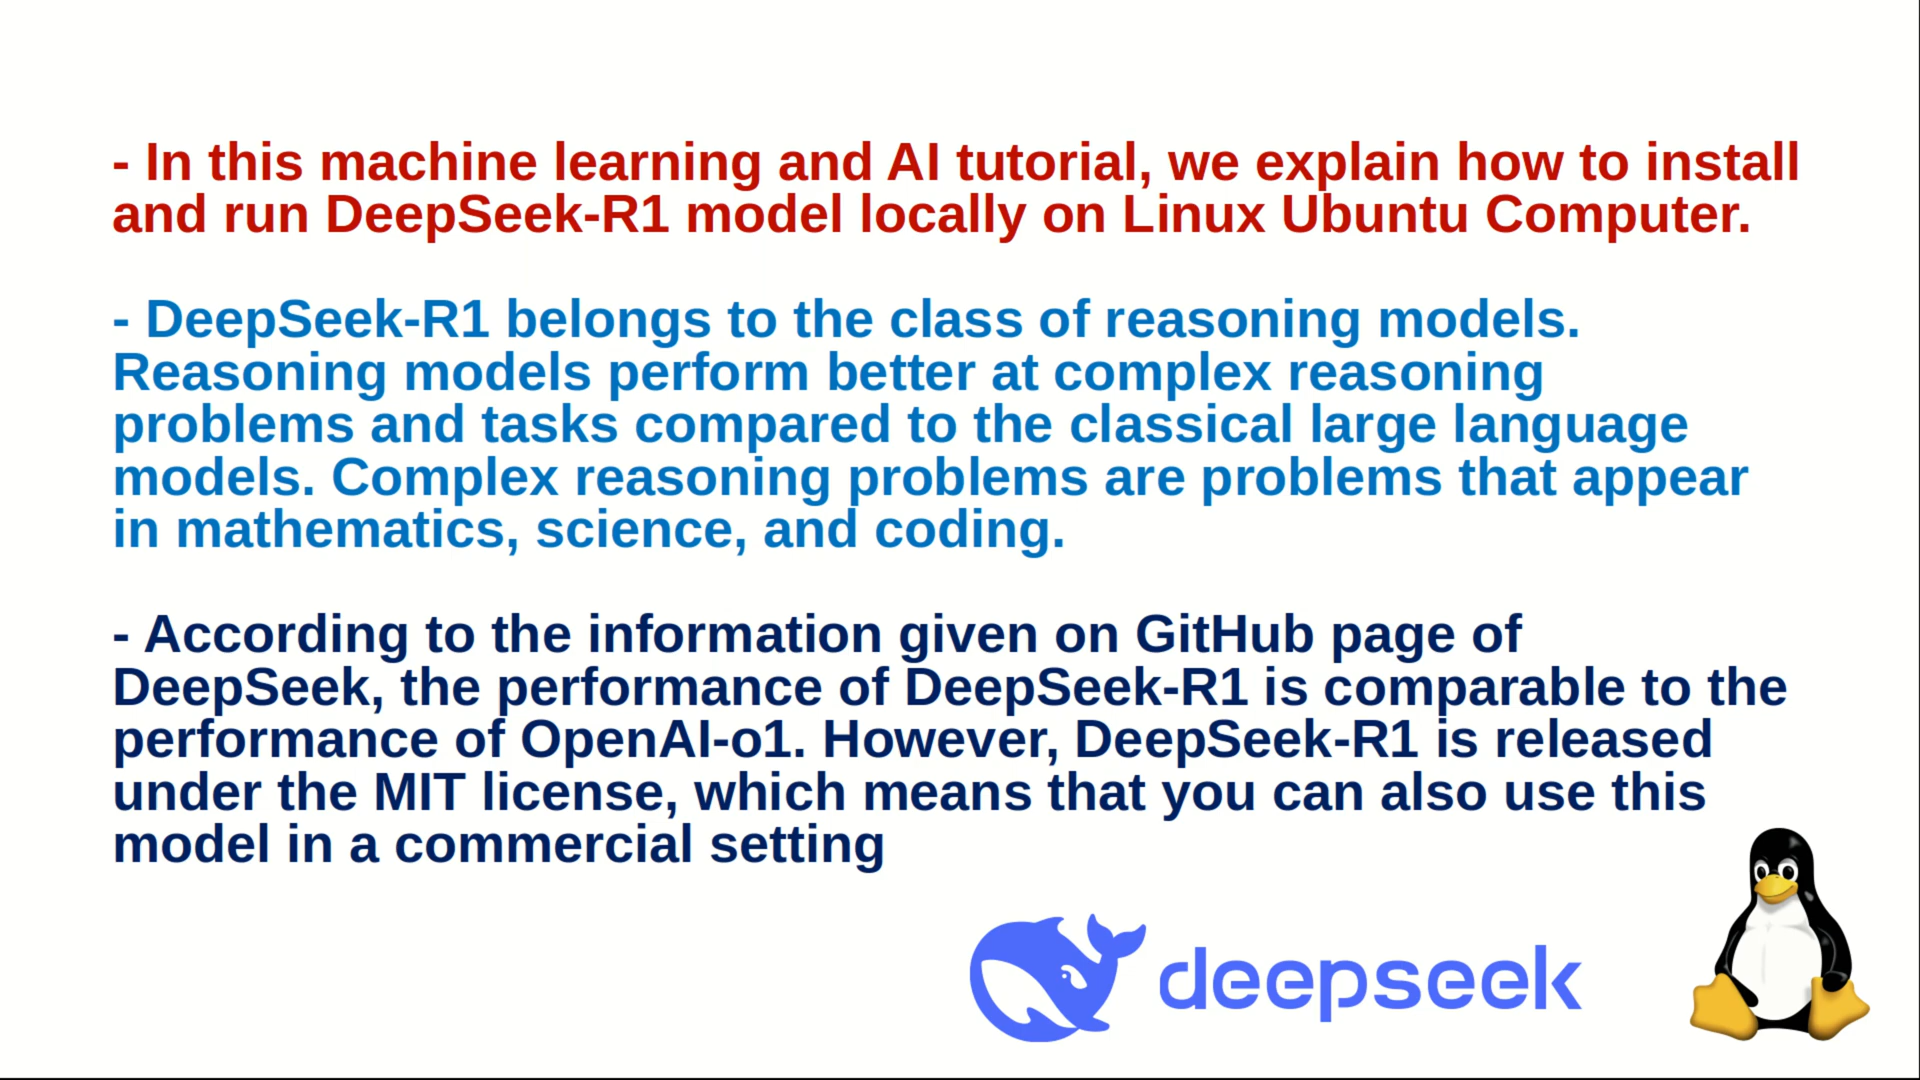 - In this machine learning and AI tutorial, we explain how to install
and run DeepSeek-R1 model locally on Linux Ubuntu Computer.
- DeepSeek-R1 belongs to the class of reasoning models.
Reasoning models perform better at complex reasoning
problems and tasks compared to the classical large language
models. Complex reasoning problems are problems that appear
in mathematics, science, and coding.
- According to the information given on GitHub page of
DeepSeek, the performance of DeepSeek-R1 is comparable to the
performance of OpenAI-o1. However, DeepSeek-R1 is released
under the MIT license, which means that you can also use this
model in a commercial setting
deepseek